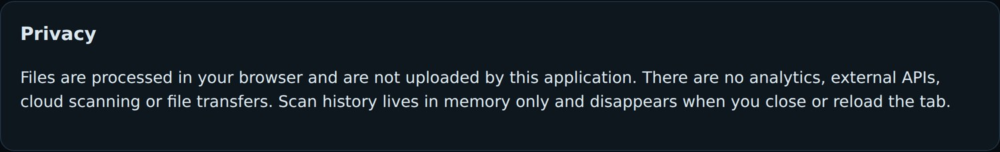 Privacy
Files are processed in your browser and are not uploaded by this application. There are no analytics, external APIs,
cloud scanning or file transfers. Scan history lives in memory only and disappears when you close or reload the tab.